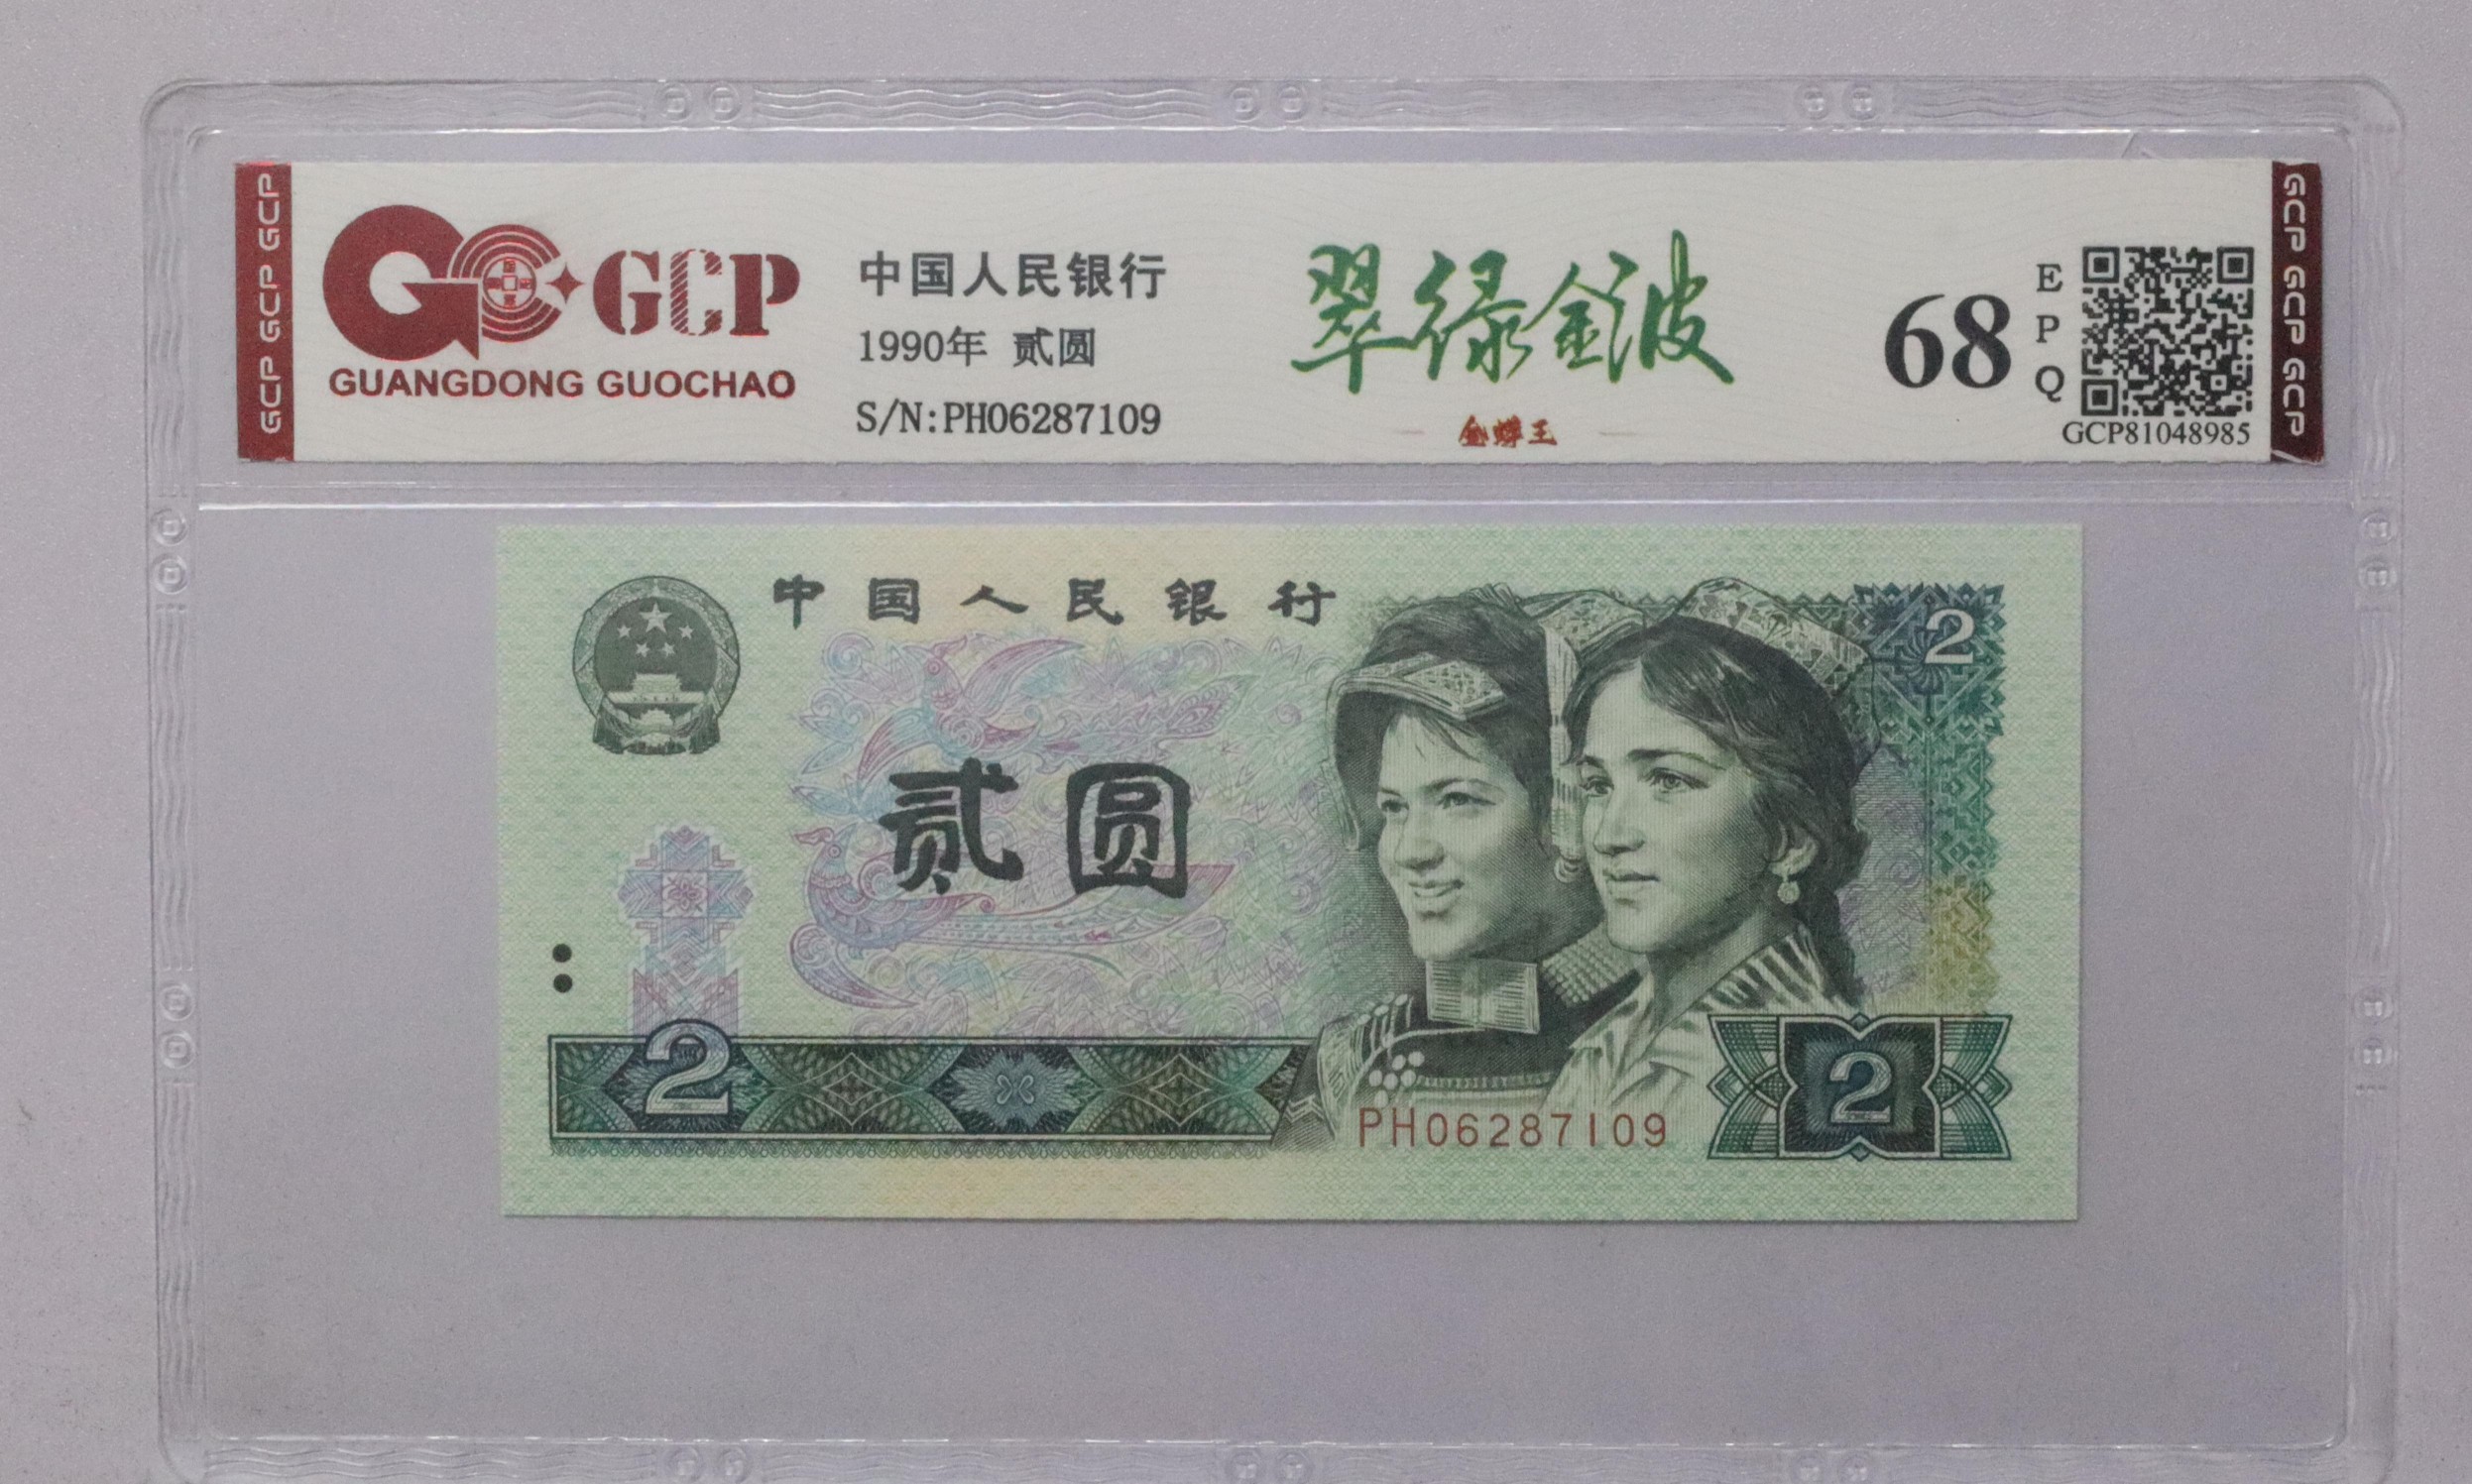 GCP GCP GCP
GCP
GUANGDONG GUOCHAO
中国人民银行
1990年 贰圆
S/N:PH06287109
翠绿金波
金蟬王
68
EPQ
GCP81048985
GCP GCP GCP
中国人民银行
2
贰圆
2
PH06287109
2